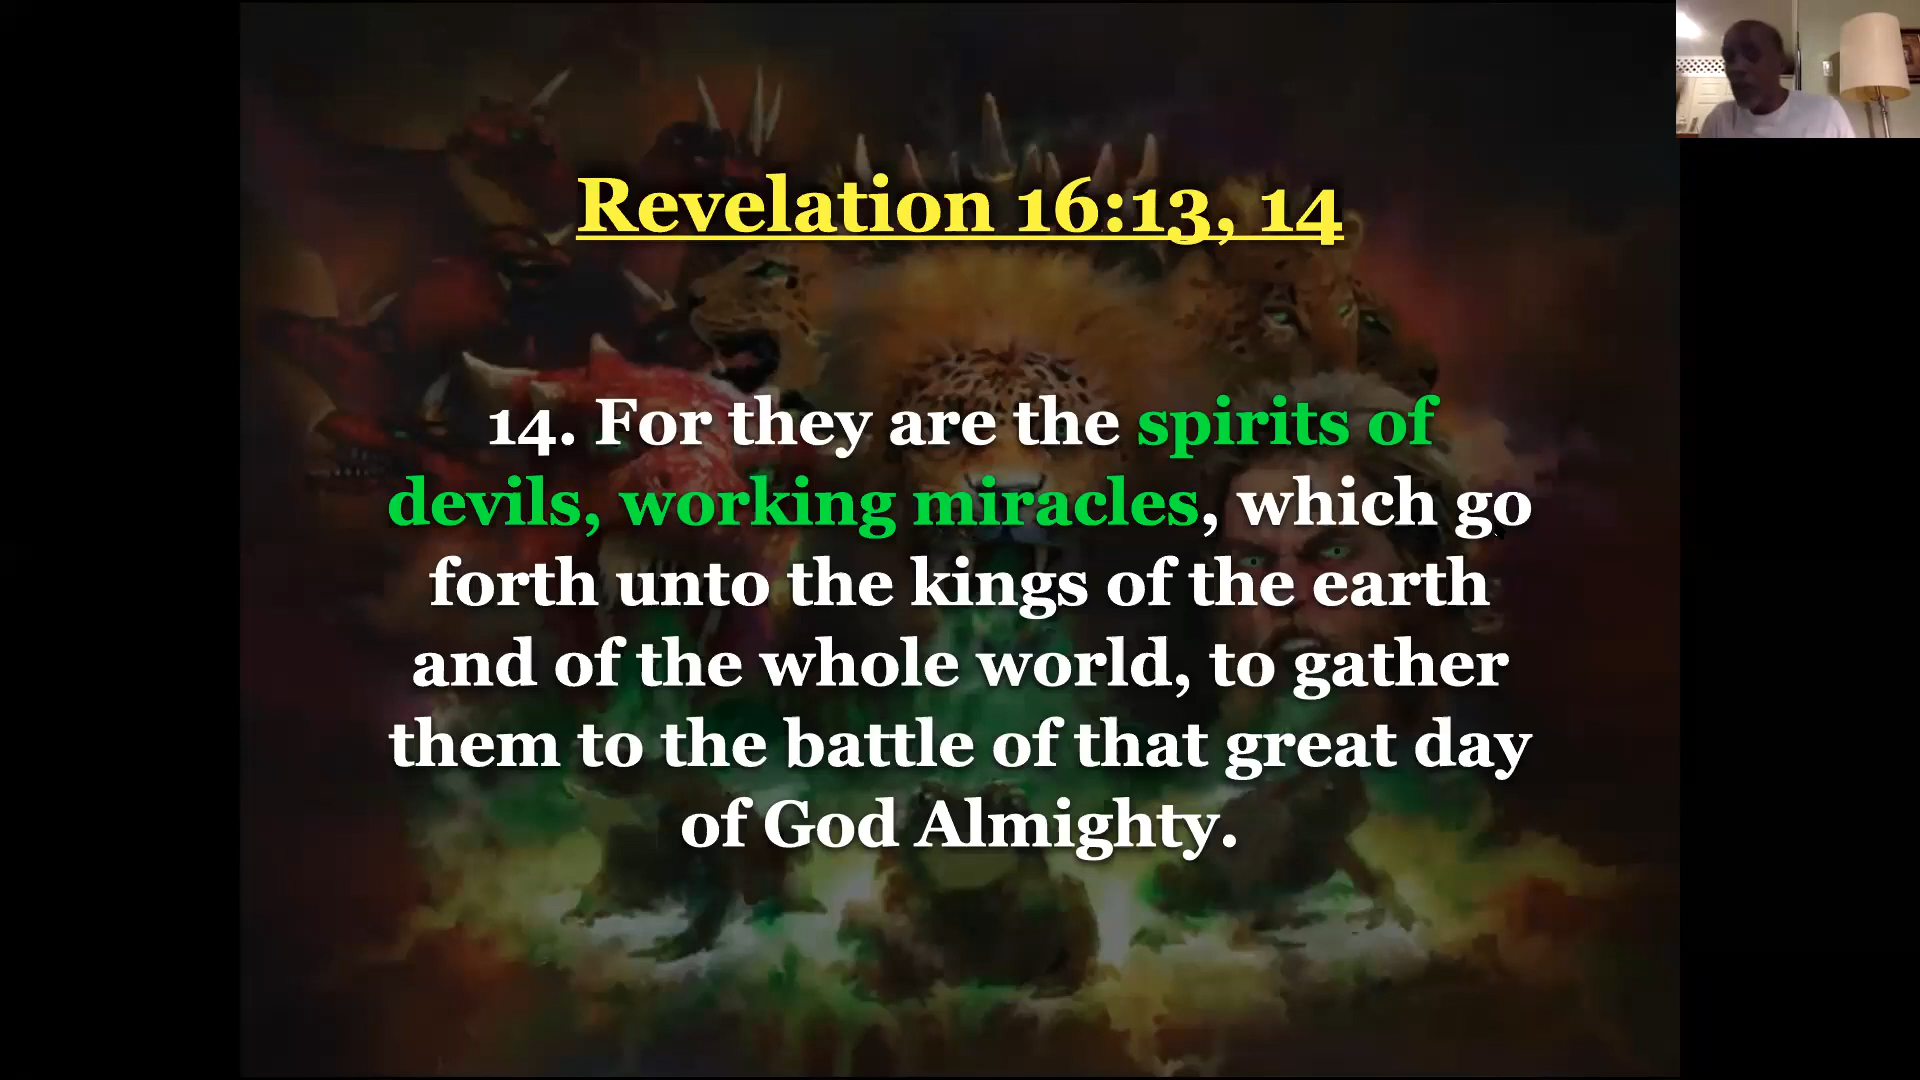 Revelation 16:13, 14
14. For they are the spirits of
devils, working miracles, which go
forth unto the kings of the earth
and of the whole world, to gather
them to the battle of that great day
of God Almighty.